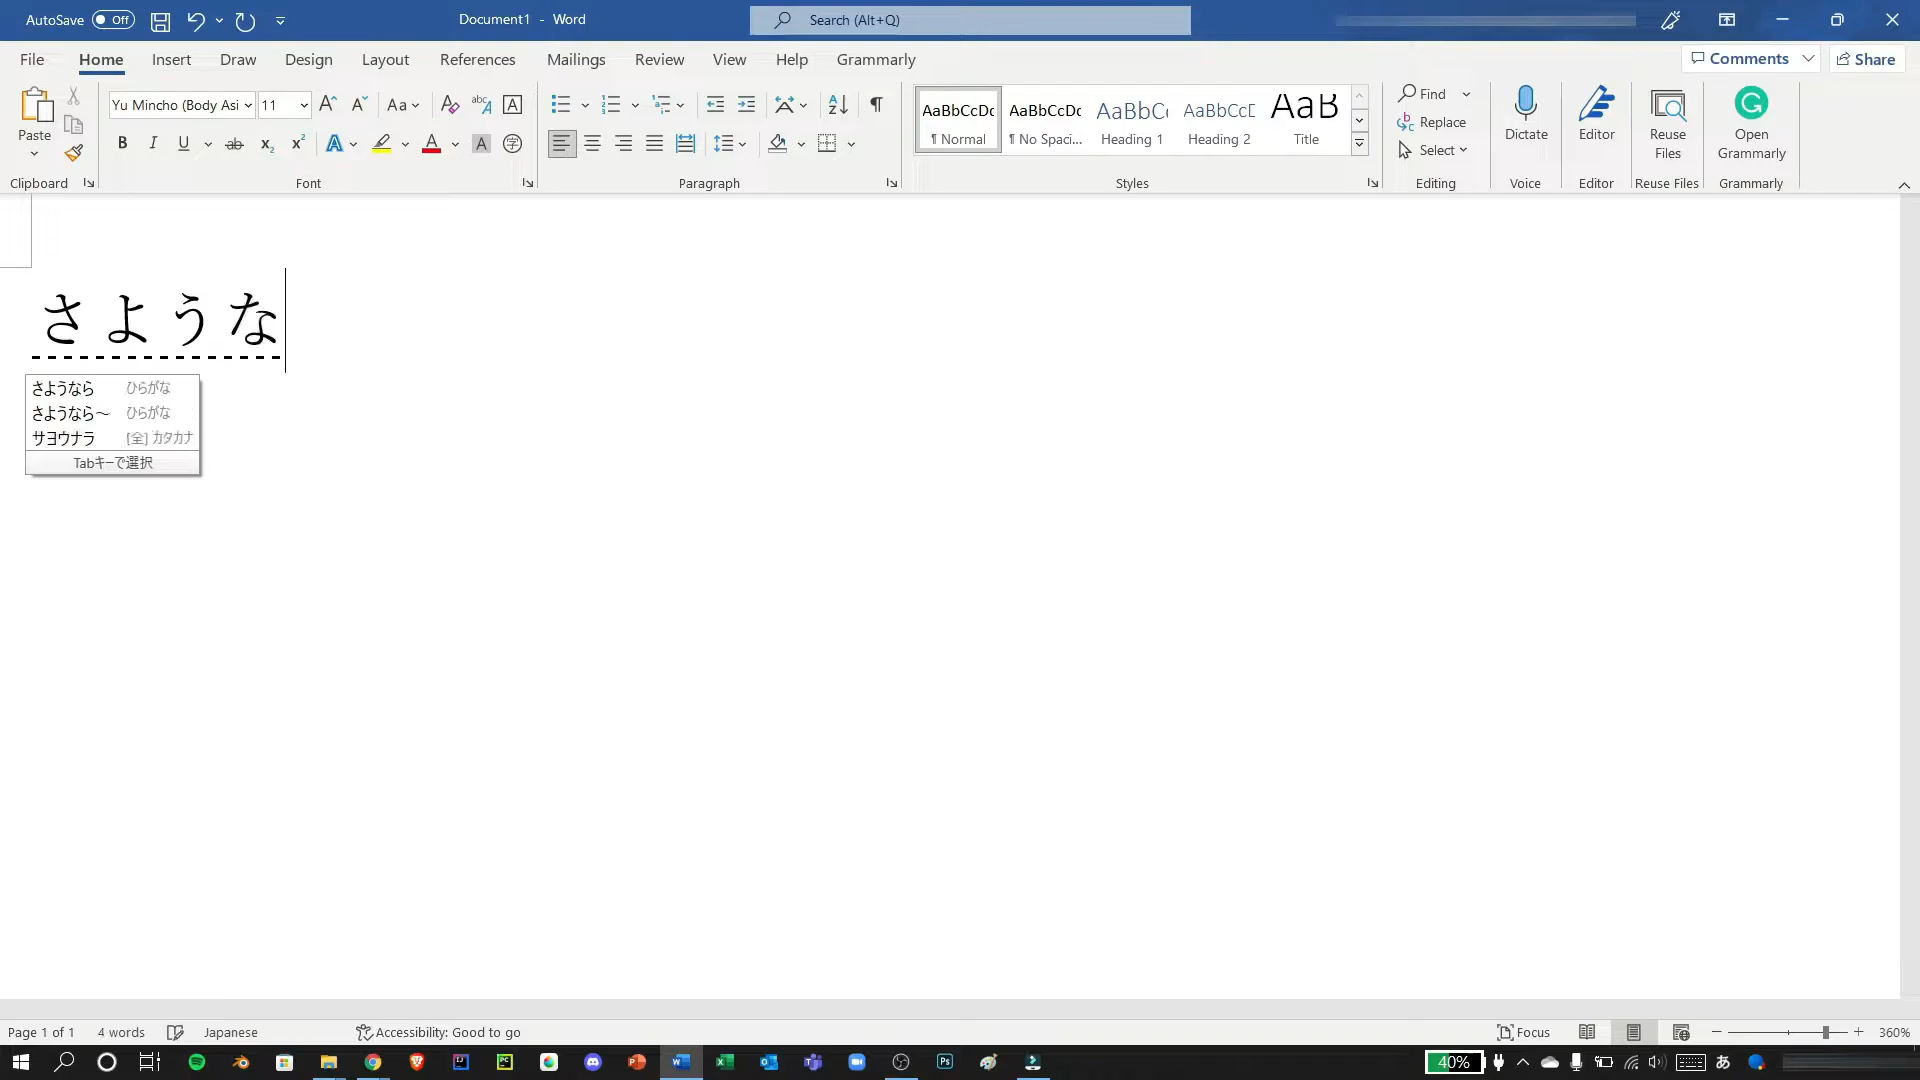 AutoSave Off Document1 - Word Search (Alt+Q)
File Home Insert Draw Design Layout References Mailings Review View Help Grammarly Comments Share
Paste Yu Mincho (Body Asi 11 Aa
AaBbCcDc AaBbCcDc AaBbC AaBbCcD AaB
¶ Normal ¶ No Spaci... Heading 1 Heading 2 Title
Find
Replace
Select
Dictate Editor Reuse Files Open Grammarly
Clipboard Font Paragraph Styles Editing Voice Editor Reuse Files Grammarly
さような
さようなら ひらがな
さようなら～ ひらがな
サヨウナラ [全] カタカナ
Tabキーで選択
Page 1 of 1 4 words Japanese Accessibility: Good to go Focus 360%
40% あ